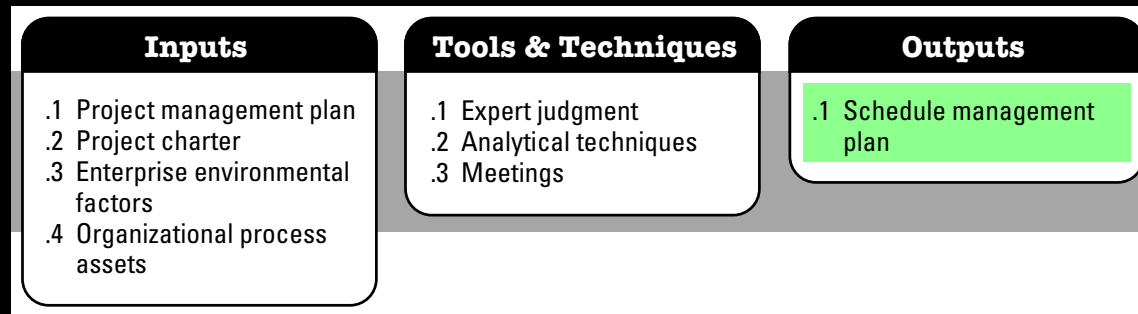 Inputs
.1 Project management plan
.2 Project charter
.3 Enterprise environmental
factors
.4 Organizational process
assets
Tools & Techniques
.1 Expert judgment
.2 Analytical techniques
.3 Meetings
Outputs
.1 Schedule management
plan